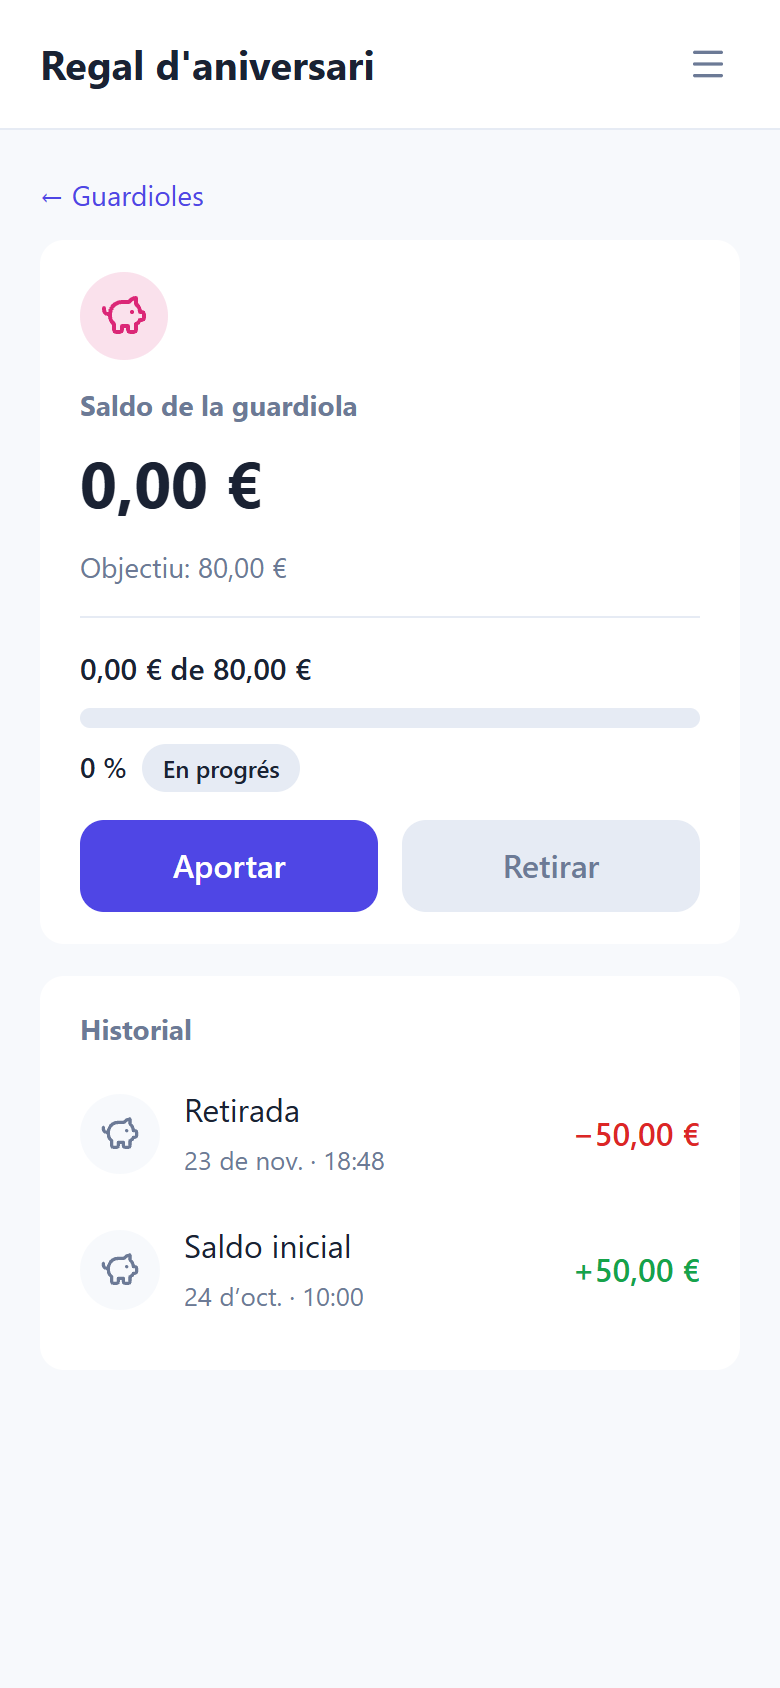 Regal d'aniversari
← Guardioles
Saldo de la guardiola
0,00 €
Objectiu: 80,00 €
0,00 € de 80,00 €
0 % En progrés
Aportar Retirar
Historial
Retirada
23 de nov. · 18:48
−50,00 €
Saldo inicial
24 d’oct. · 10:00
+50,00 €